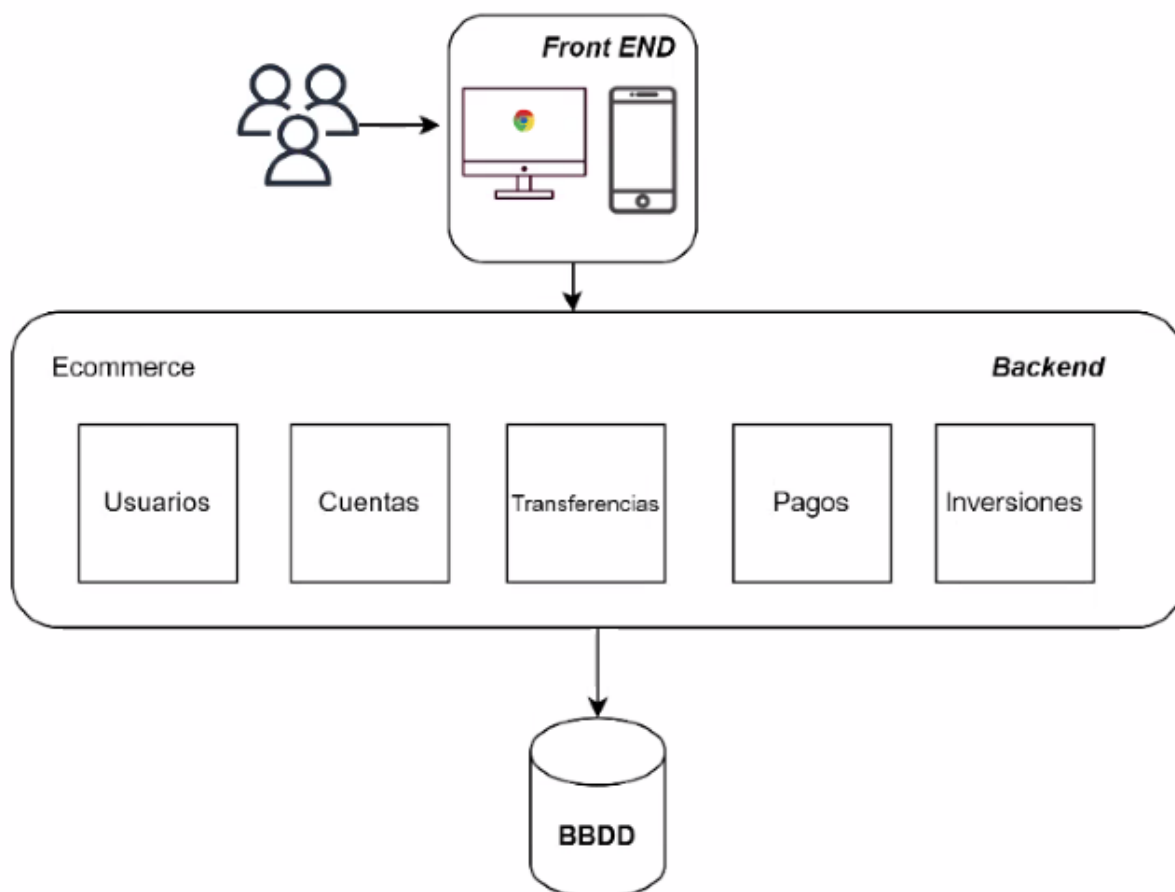 Front END
Ecommerce
Backend
Usuarios
Cuentas
Transferencias
Pagos
Inversiones
BBDD